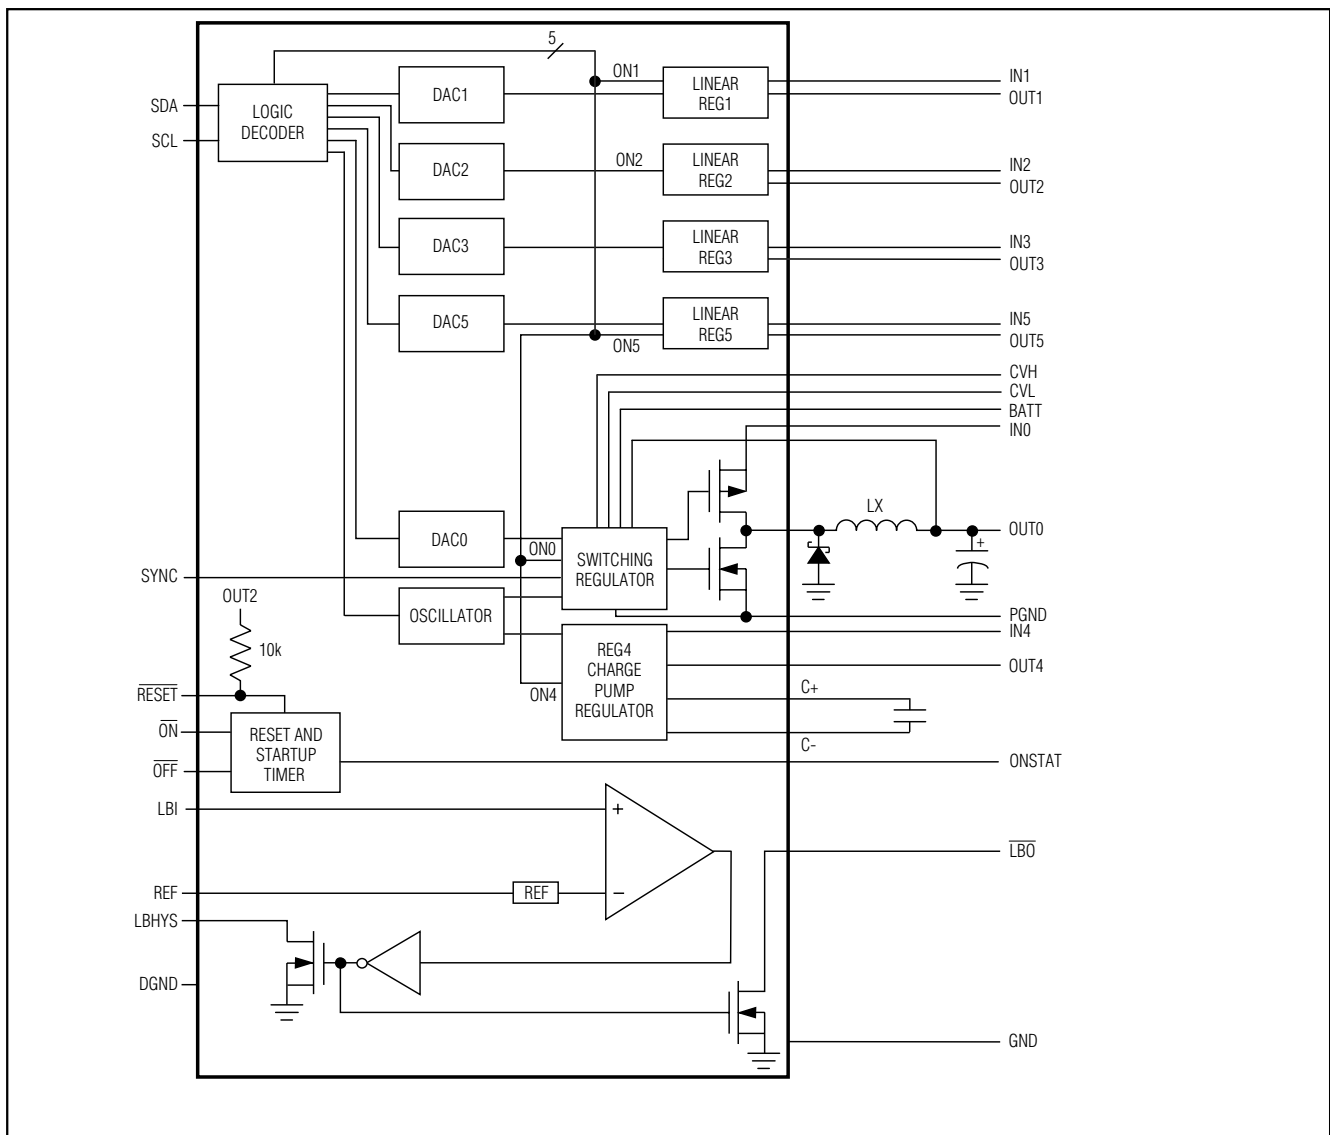 5
ON1
IN1
LINEAR
REG1
DAC1
OUT1
SDA
LOGIC
DECODER
SCL
ON2
IN2
LINEAR
REG2
DAC2
OUT2
IN3
LINEAR
REG3
DAC3
OUT3
IN5
LINEAR
REG5
DAC5
OUT5
ON5
CVH
CVL
BATT
IN0
LX
OUT0
+
DAC0
ON0
SWITCHING
REGULATOR
SYNC
OUT2
OSCILLATOR
PGND
IN4
10k
REG4
CHARGE
PUMP
REGULATOR
OUT4
ON4
C+
C-
RESET
ON
OFF
RESET AND
STARTUP
TIMER
ONSTAT
LBI
+
LBO
REF
REF
−
LBHYS
DGND
GND